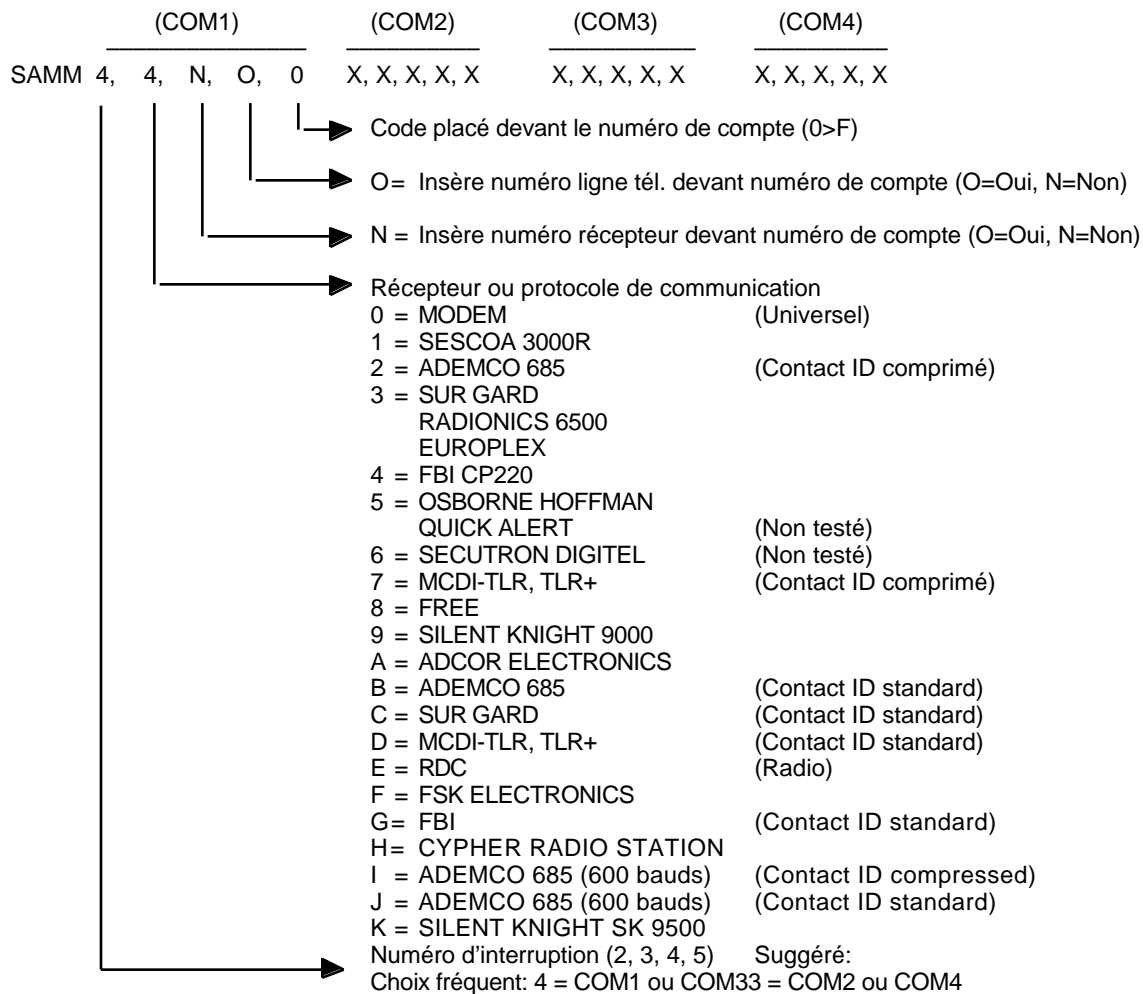 (COM1) (COM2) (COM3) (COM4)
SAMM 4, 4, N, O, 0 X, X, X, X, X X, X, X, X, X X, X, X, X, X
Code placé devant le numéro de compte (0>F)
O= Insère numéro ligne tél. devant numéro de compte (O=Oui, N=Non)
N = Insère numéro récepteur devant numéro de compte (O=Oui, N=Non)
Récepteur ou protocole de communication
0 = MODEM (Universel)
1 = SESCOA 3000R
2 = ADEMCO 685 (Contact ID comprimé)
3 = SUR GARD
RADIONICS 6500
EUROPLEX
4 = FBI CP220
5 = OSBORNE HOFFMAN
QUICK ALERT (Non testé)
6 = SECUTRON DIGITEL (Non testé)
7 = MCDI-TLR, TLR+ (Contact ID comprimé)
8 = FREE
9 = SILENT KNIGHT 9000
A = ADCOR ELECTRONICS
B = ADEMCO 685 (Contact ID standard)
C = SUR GARD (Contact ID standard)
D = MCDI-TLR, TLR+ (Contact ID standard)
E = RDC (Radio)
F = FSK ELECTRONICS
G= FBI (Contact ID standard)
H= CYPHER RADIO STATION
I = ADEMCO 685 (600 bauds) (Contact ID compressed)
J = ADEMCO 685 (600 bauds) (Contact ID standard)
K = SILENT KNIGHT SK 9500
Numéro d'interruption (2, 3, 4, 5) Suggéré:
Choix fréquent: 4 = COM1 ou COM33 = COM2 ou COM4